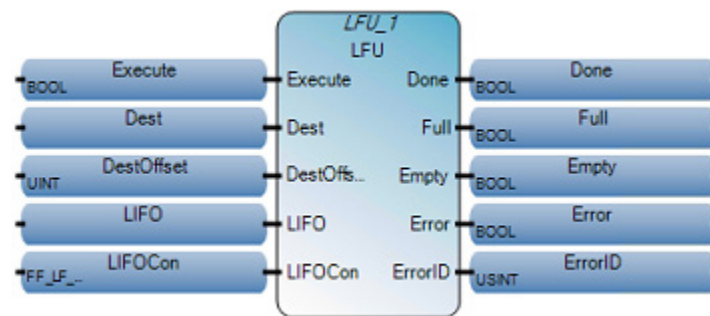 LFU_1
LFU
Execute
BOOL
Execute
Done
Done
BOOL
Dest
Dest
Full
Full
BOOL
DestOffset
UINT
DestOffs...
Empty
Empty
BOOL
LIFO
LIFO
Error
Error
BOOL
LIFOCon
FF_LF_...
LIFOCon
ErrorID
ErrorID
USINT